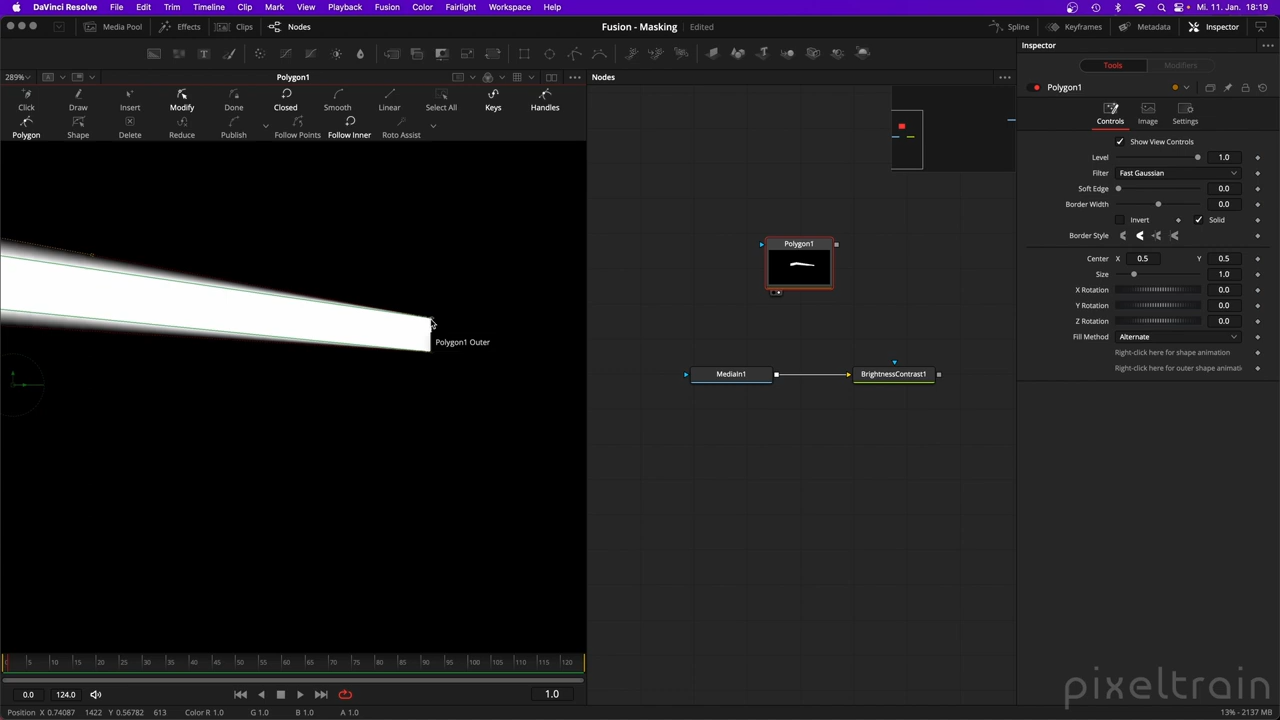 DaVinci Resolve File Edit Trim Timeline Clip Mark View Playback Fusion Color Fairlight Workspace Help Mi. 11. Jan. 18:19
Media Pool Effects Clips Nodes Fusion - Masking Edited Spline Keyframes Metadata Inspector
Inspector
Tools Modifiers
289% Polygon1 Nodes
Click Draw Insert Modify Done Closed Smooth Linear Select All Keys Handles
Polygon Shape Delete Reduce Publish Follow Points Follow Inner Roto Assist
Polygon1
Controls Image Settings
Show View Controls
Level 1.0
Filter Fast Gaussian
Soft Edge 0.0
Border Width 0.0
Invert Solid
Border Style
Center X 0.5 Y 0.5
Size 1.0
X Rotation 0.0
Y Rotation 0.0
Z Rotation 0.0
Fill Method Alternate
Right-click here for shape animation
Right-click here for outer shape animati
Polygon1
Polygon1 Outer
MediaIn1 BrightnessContrast1
5 10 15 20 25 30 35 40 45 50 55 60 65 70 75 80 85 90 95 100 105 110 115 120
0.0 124.0 1.0
Position X 0.74087 1422 Y 0.56782 613 Color R 1.0 G 1.0 B 1.0 A 1.0 13% - 2137 MB
pixeltrain